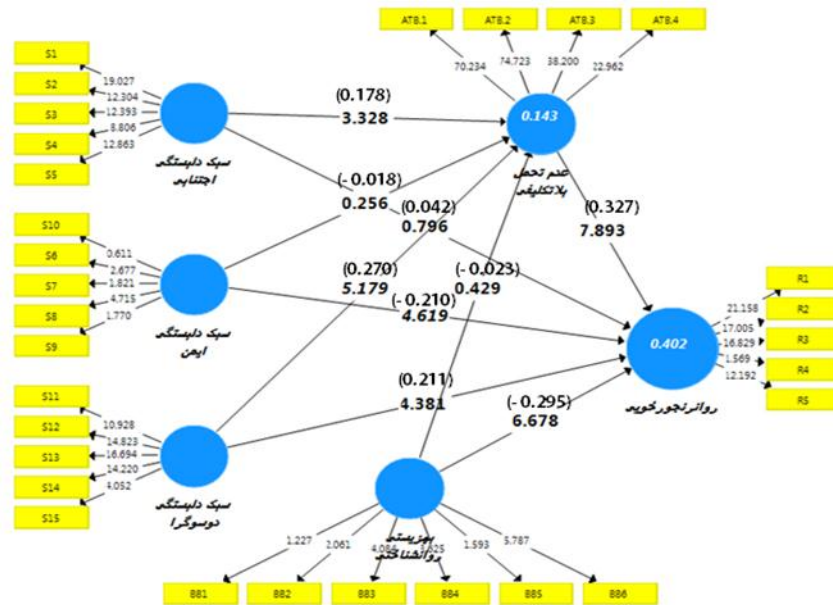 ATB.1 ATB.2 ATB.3 ATB.4
70.234 74.723 38.200 22.962
S1
S2
S3
S4
S5
19.027
12.304
12.393
8.806
12.863
سبک دلبستگی
اجتنابی
(0.178)
3.328
0.143
عدم تحمل
بلاتکلیفی
(- 0.018)
0.256
(0.042)
0.796
(0.327)
7.893
S10
S6
S7
S8
S9
0.611
2.677
1.821
4.715
1.770
سبک دلبستگی
ایمن
(0.270)
5.179
(-0.023)
0.429
(-0.210)
4.619
0.402
روانرنجورخویی
R1
R2
R3
R4
R5
21.158
17.005
16.829
1.569
12.192
S11
S12
S13
S14
S15
10.928
14.823
16.694
14.220
4.052
سبک دلبستگی
دوسوگرا
(0.211)
4.381
(- 0.295)
6.678
بهزیستی
روانشناختی
1.227 2.061 1.593 5.787
BB1 BB2 BB3 BB4 BB5 BB6